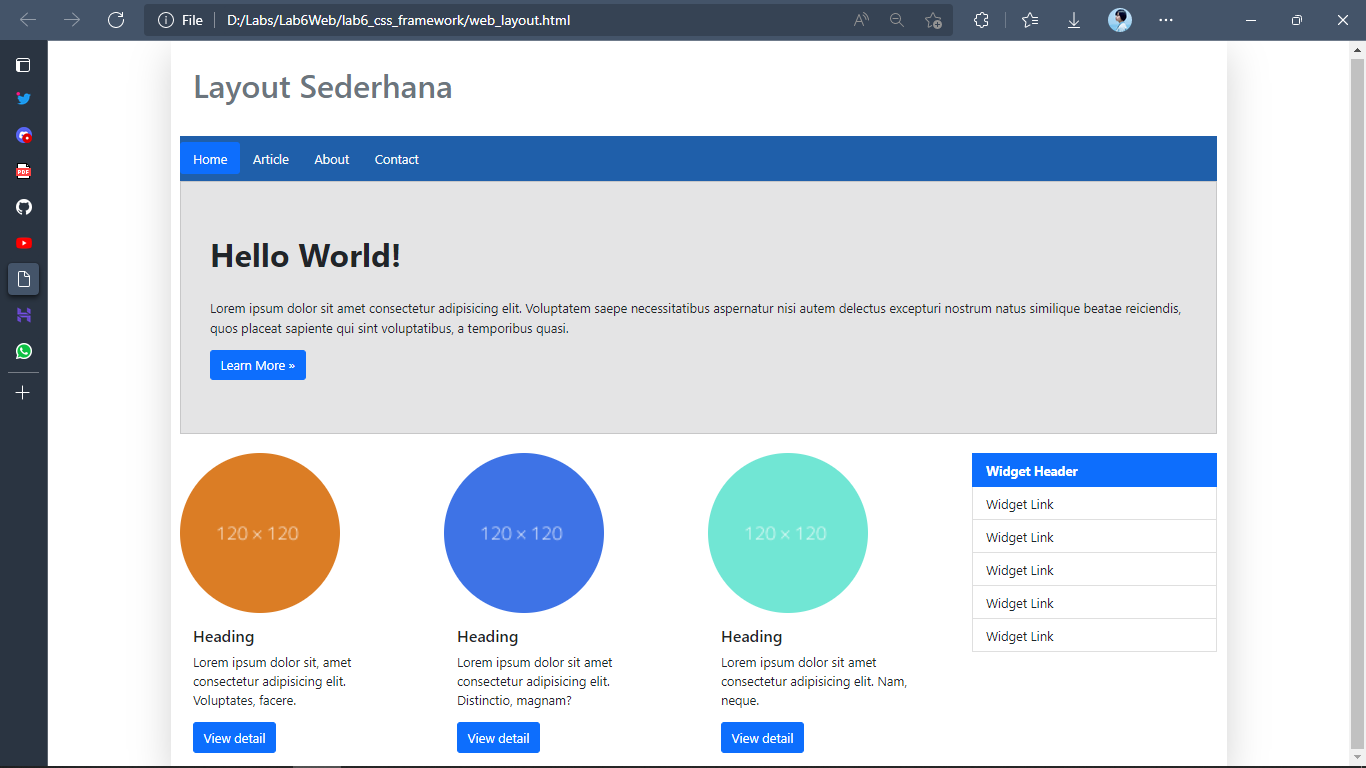 File
D:/Labs/Lab6Web/lab6_css_framework/web_layout.html
Layout Sederhana
Home Article About Contact
Hello World!
Lorem ipsum dolor sit amet consectetur adipisicing elit. Voluptatem saepe necessitatibus aspernatur nisi autem delectus excepturi nostrum natus similique beatae reiciendis,
quos placeat sapiente qui sint voluptatibus, a temporibus quasi.
Learn More »
120 × 120
Heading
Lorem ipsum dolor sit, amet
consectetur adipisicing elit.
Voluptates, facere.
View detail
120 × 120
Heading
Lorem ipsum dolor sit amet
consectetur adipisicing elit.
Distinctio, magnam?
View detail
120 × 120
Heading
Lorem ipsum dolor sit amet
consectetur adipisicing elit. Nam,
neque.
View detail
Widget Header
Widget Link
Widget Link
Widget Link
Widget Link
Widget Link
PDF